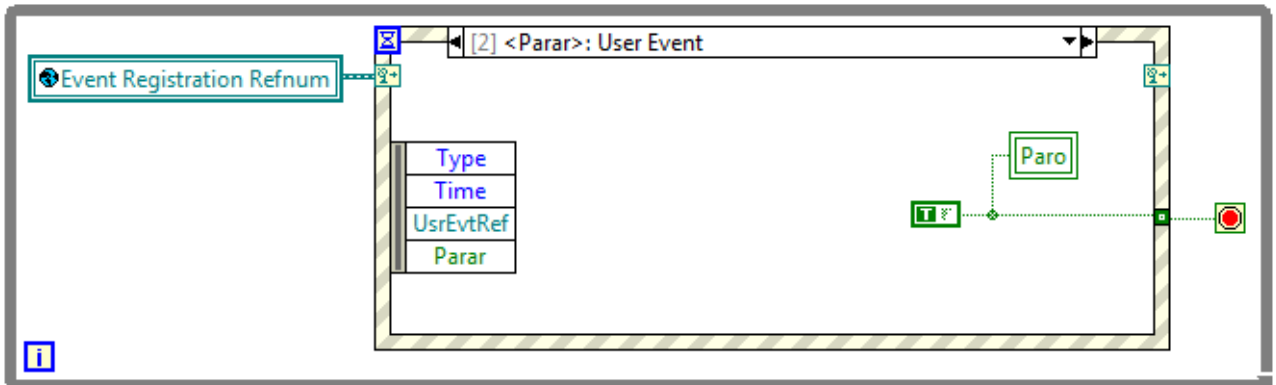 [2] <Parar>: User Event
Event Registration Refnum
Type
Time
UsrEvtRef
Parar
Paro
T F
i